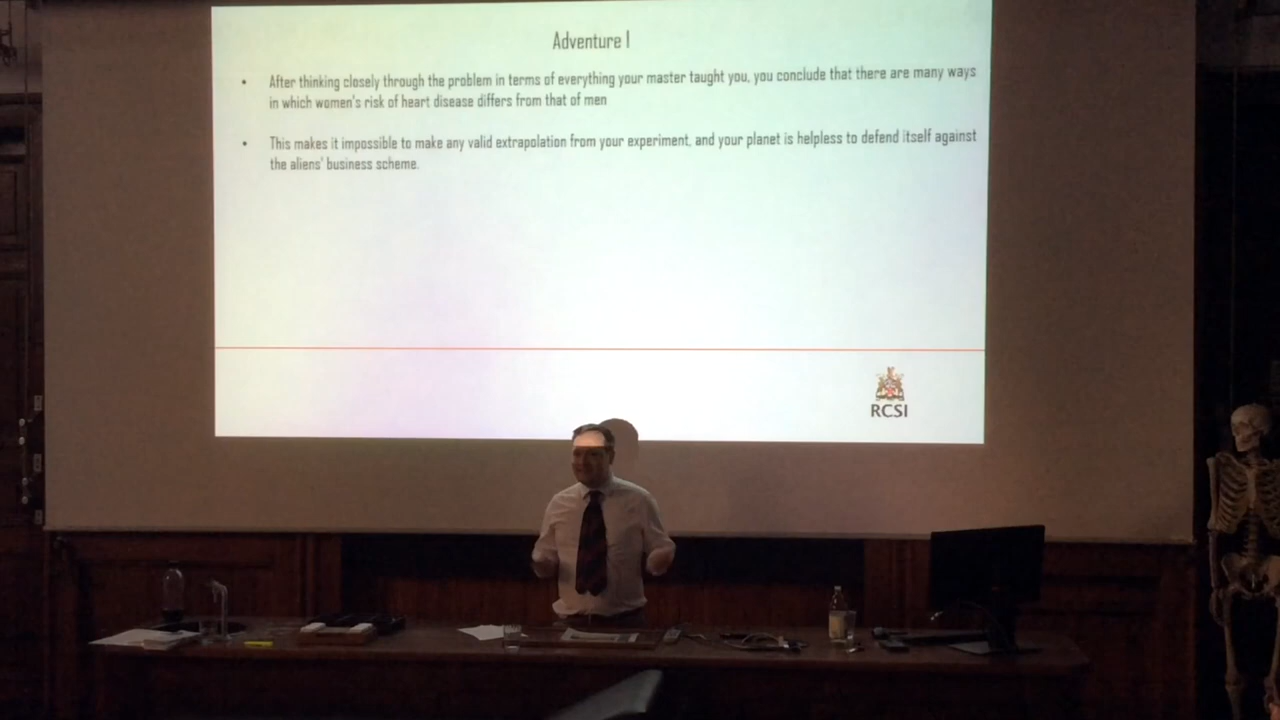 Adventure I
• After thinking closely through the problem in terms of everything your master taught you, you conclude that there are many ways
in which women's risk of heart disease differs from that of men
• This makes it impossible to make any valid extrapolation from your experiment, and your planet is helpless to defend itself against
the aliens' business scheme.
RCSI